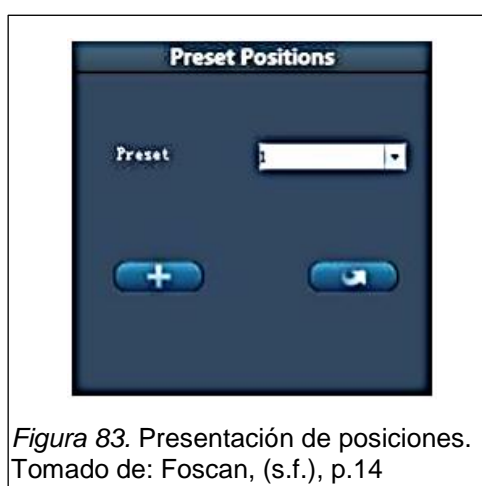 Preset Positions
Preset 1
Figura 83. Presentación de posiciones.
Tomado de: Foscan, (s.f.), p.14